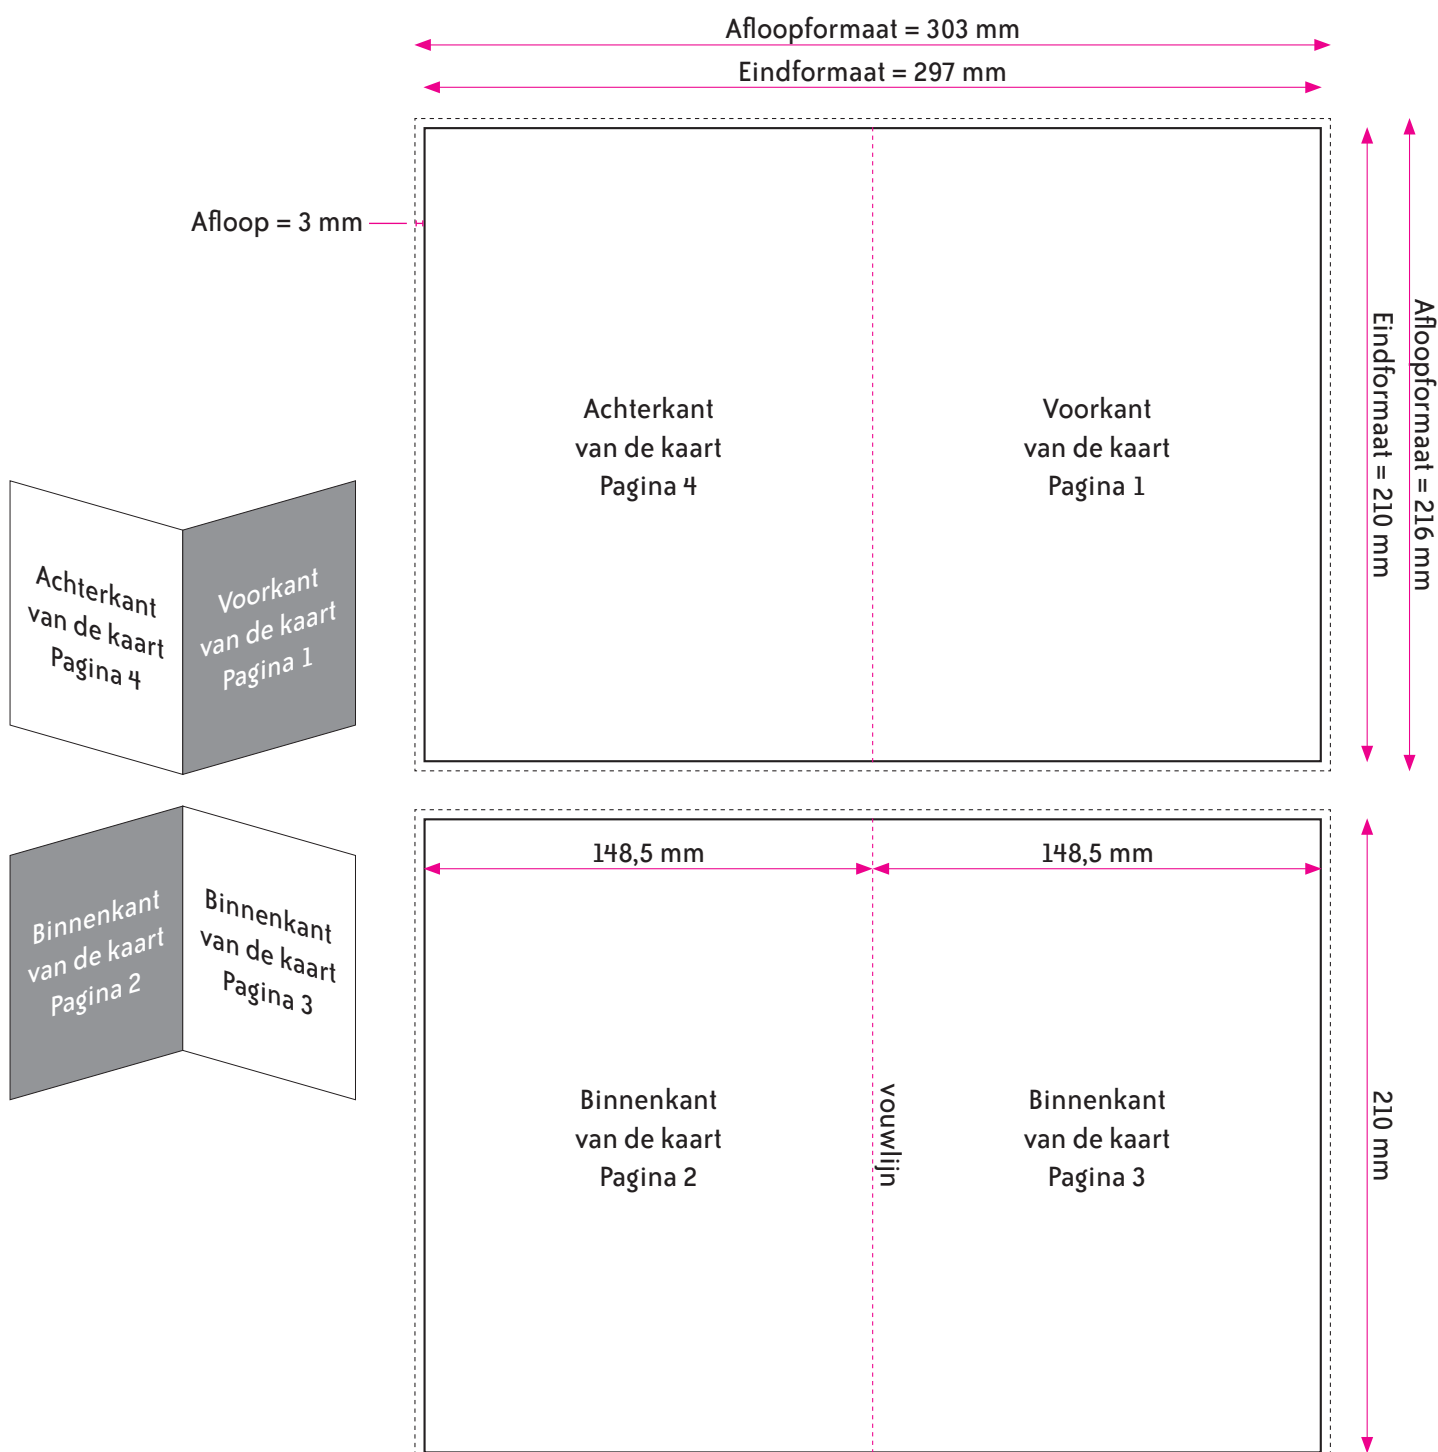 Afloopformaat = 303 mm
Eindformaat = 297 mm
Afloop = 3 mm
Achterkant
van de kaart
Pagina 4
Voorkant
van de kaart
Pagina 1
Eindformaat = 210 mm
Afloopformaat = 216 mm
Achterkant
van de kaart
Pagina 4
Voorkant
van de kaart
Pagina 1
Binnenkant
van de kaart
Pagina 2
Binnenkant
van de kaart
Pagina 3
148,5 mm
148,5 mm
Binnenkant
van de kaart
Pagina 2
vouwlijn
Binnenkant
van de kaart
Pagina 3
210 mm